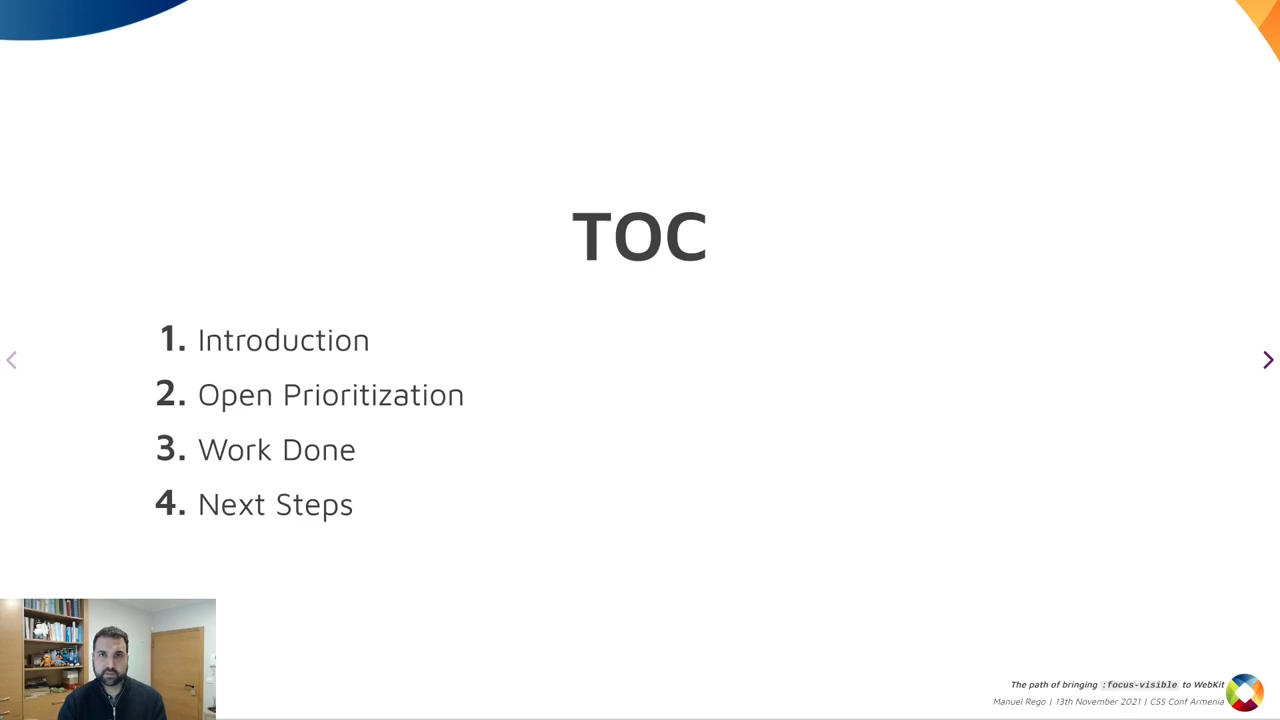 TOC
1. Introduction
2. Open Prioritization
3. Work Done
4. Next Steps
The path of bringing :focus-visible to WebKit
Manuel Rego | 13th November 2021 | CSS Conf Armenia